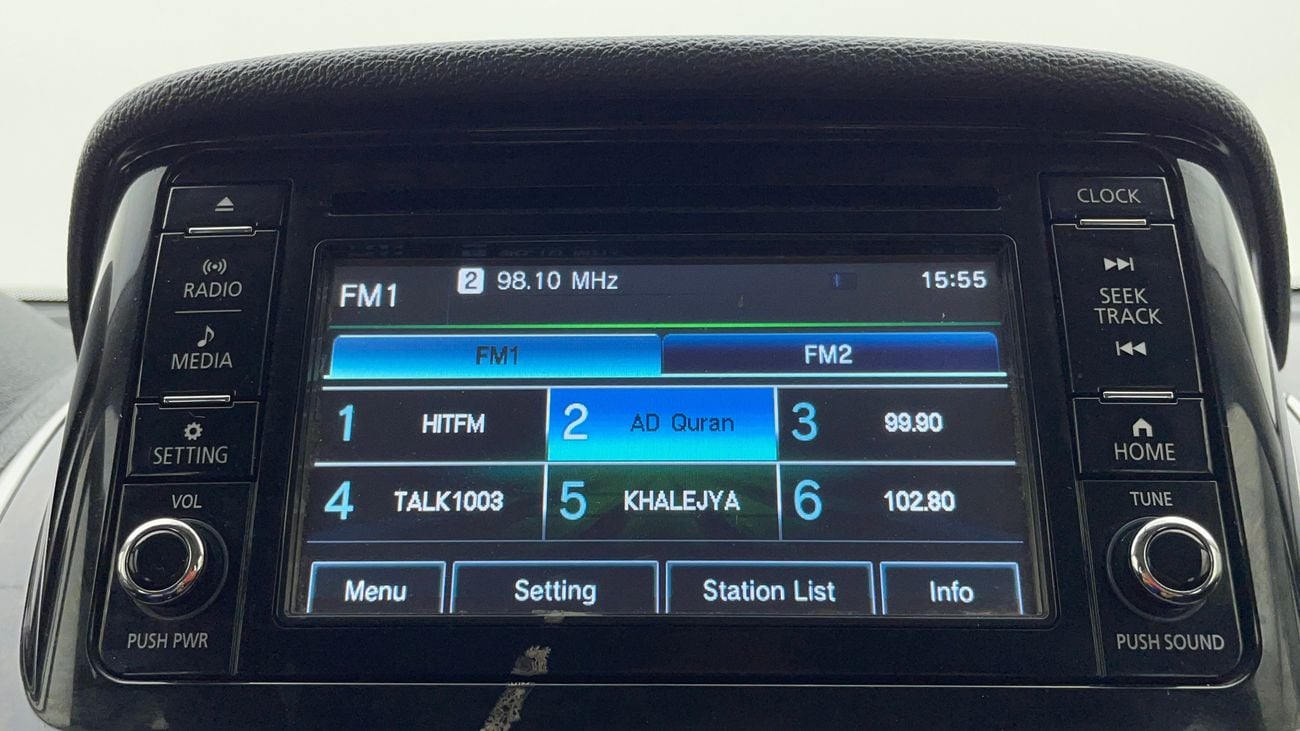 CLOCK
RADIO
MEDIA
SETTING
VOL
PUSH PWR
FM1
2 98.10 MHz
15:55
FM1 FM2
1 HITFM 2 AD Quran 3 99.90
4 TALK1003 5 KHALEJYA 6 102.80
Menu Setting Station List Info
SEEK
TRACK
HOME
TUNE
PUSH SOUND